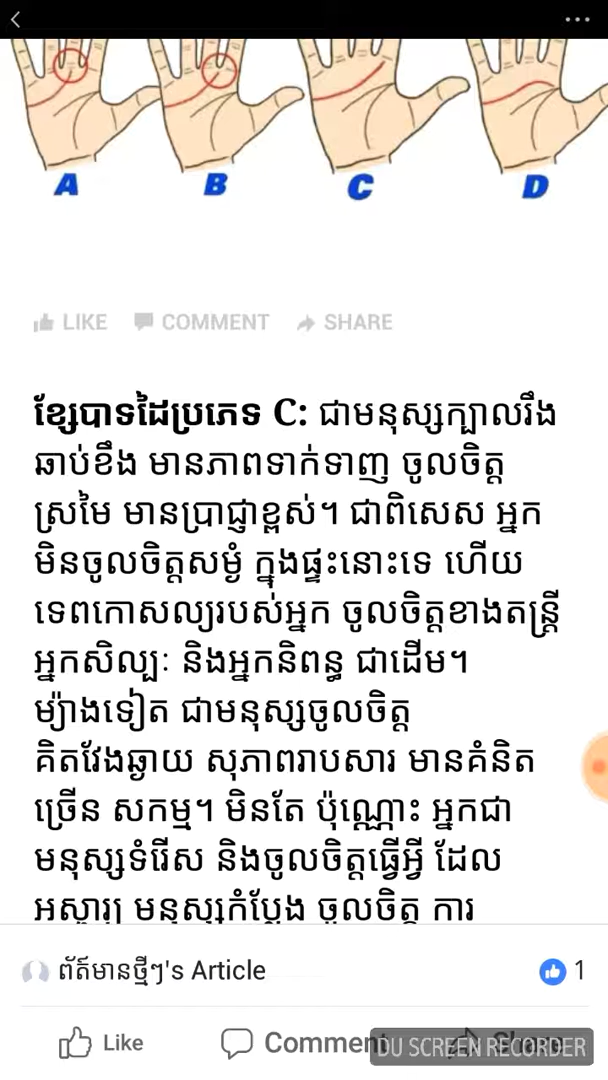 A B C D
LIKE COMMENT SHARE
ខ្សែបាទដៃប្រភេទ C: ជាមនុស្សក្បាលរឹង
ឆាប់ខឹង មានភាពទាក់ទាញ ចូលចិត្ត
ស្រមៃ មានប្រាជ្ញាខ្ពស់។ ជាពិសេស អ្នក
មិនចូលចិត្តសម្ងំ ក្នុងផ្ទះនោះទេ ហើយ
ទេពកោសល្យរបស់អ្នក ចូលចិត្តខាងតន្ត្រី
អ្នកសិល្បៈ និងអ្នកនិពន្ធ ជាដើម។
ម៉្យាងទៀត ជាមនុស្សចូលចិត្ត
គិតវែងឆ្ងាយ សុភាពរាបសារ មានគំនិត
ច្រើន សកម្ម។ មិនតែ ប៉ុណ្ណោះ អ្នកជា
មនុស្សទំរើស និងចូលចិត្តធ្វើអ្វី ដែល
អស្ចារ្យ មនុស្សកំប្លែង ចូលចិត្ត ការ
ព័ត៍មានថ្មីៗ's Article 1
Like Comment Share
DU SCREEN RECORDER